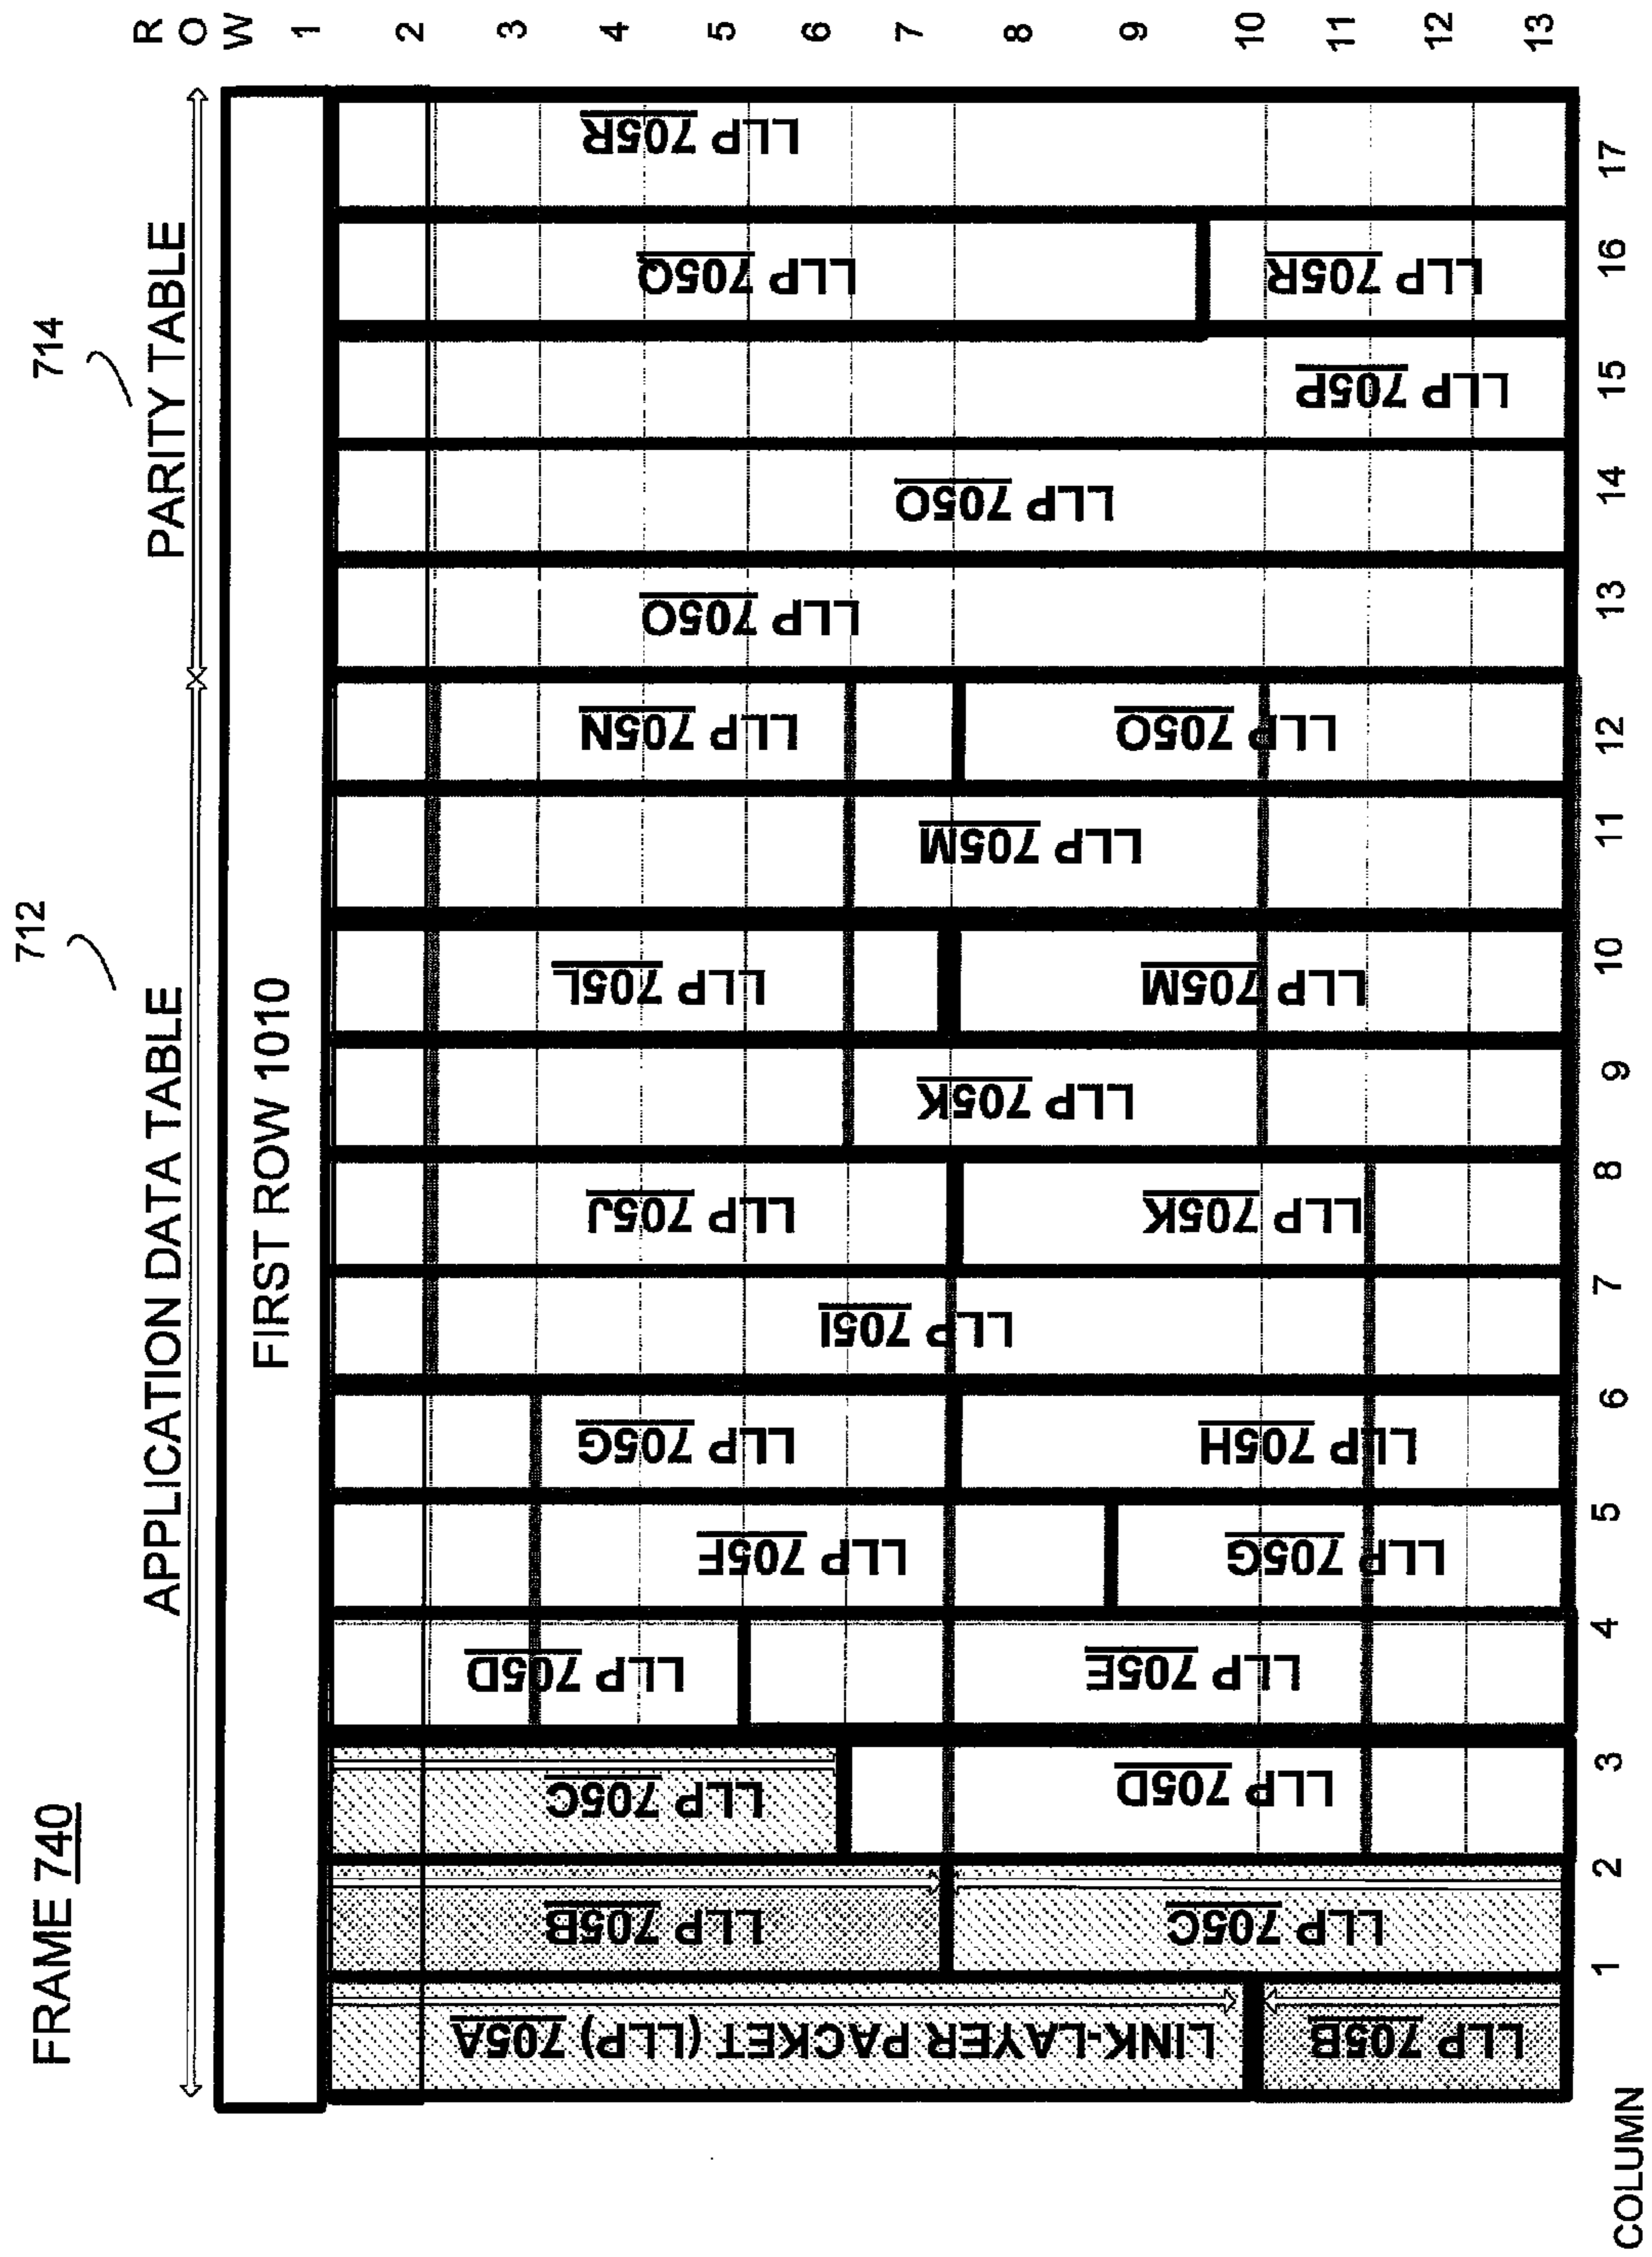 FRAME 740
712
714
APPLICATION DATA TABLE
PARITY TABLE
R
O
W
FIRST ROW 1010
1
2
3
4
5
6
7
8
9
10
11
12
13
LINK-LAYER PACKET (LLP) 705A
LLP 705B
LLP 705B
LLP 705C
LLP 705C
LLP 705D
LLP 705D
LLP 705E
LLP 705F
LLP 705G
LLP 705G
LLP 705H
LLP 705I
LLP 705J
LLP 705K
LLP 705K
LLP 705L
LLP 705M
LLP 705M
LLP 705N
LLP 705O
LLP 705O
LLP 705O
LLP 705P
LLP 705Q
LLP 705R
LLP 705R
COLUMN 1 2 3 4 5 6 7 8 9 10 11 12 13 14 15 16 17